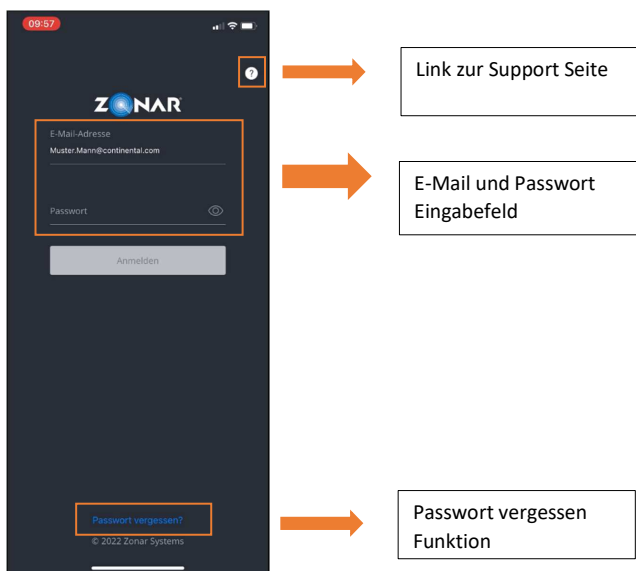 09:57
?
Link zur Support Seite
ZONAR
E-Mail-Adresse
Muster.Mann@continental.com
E-Mail und Passwort
Eingabefeld
Passwort
Anmelden
Passwort vergessen?
© 2022 Zonar Systems
Passwort vergessen
Funktion